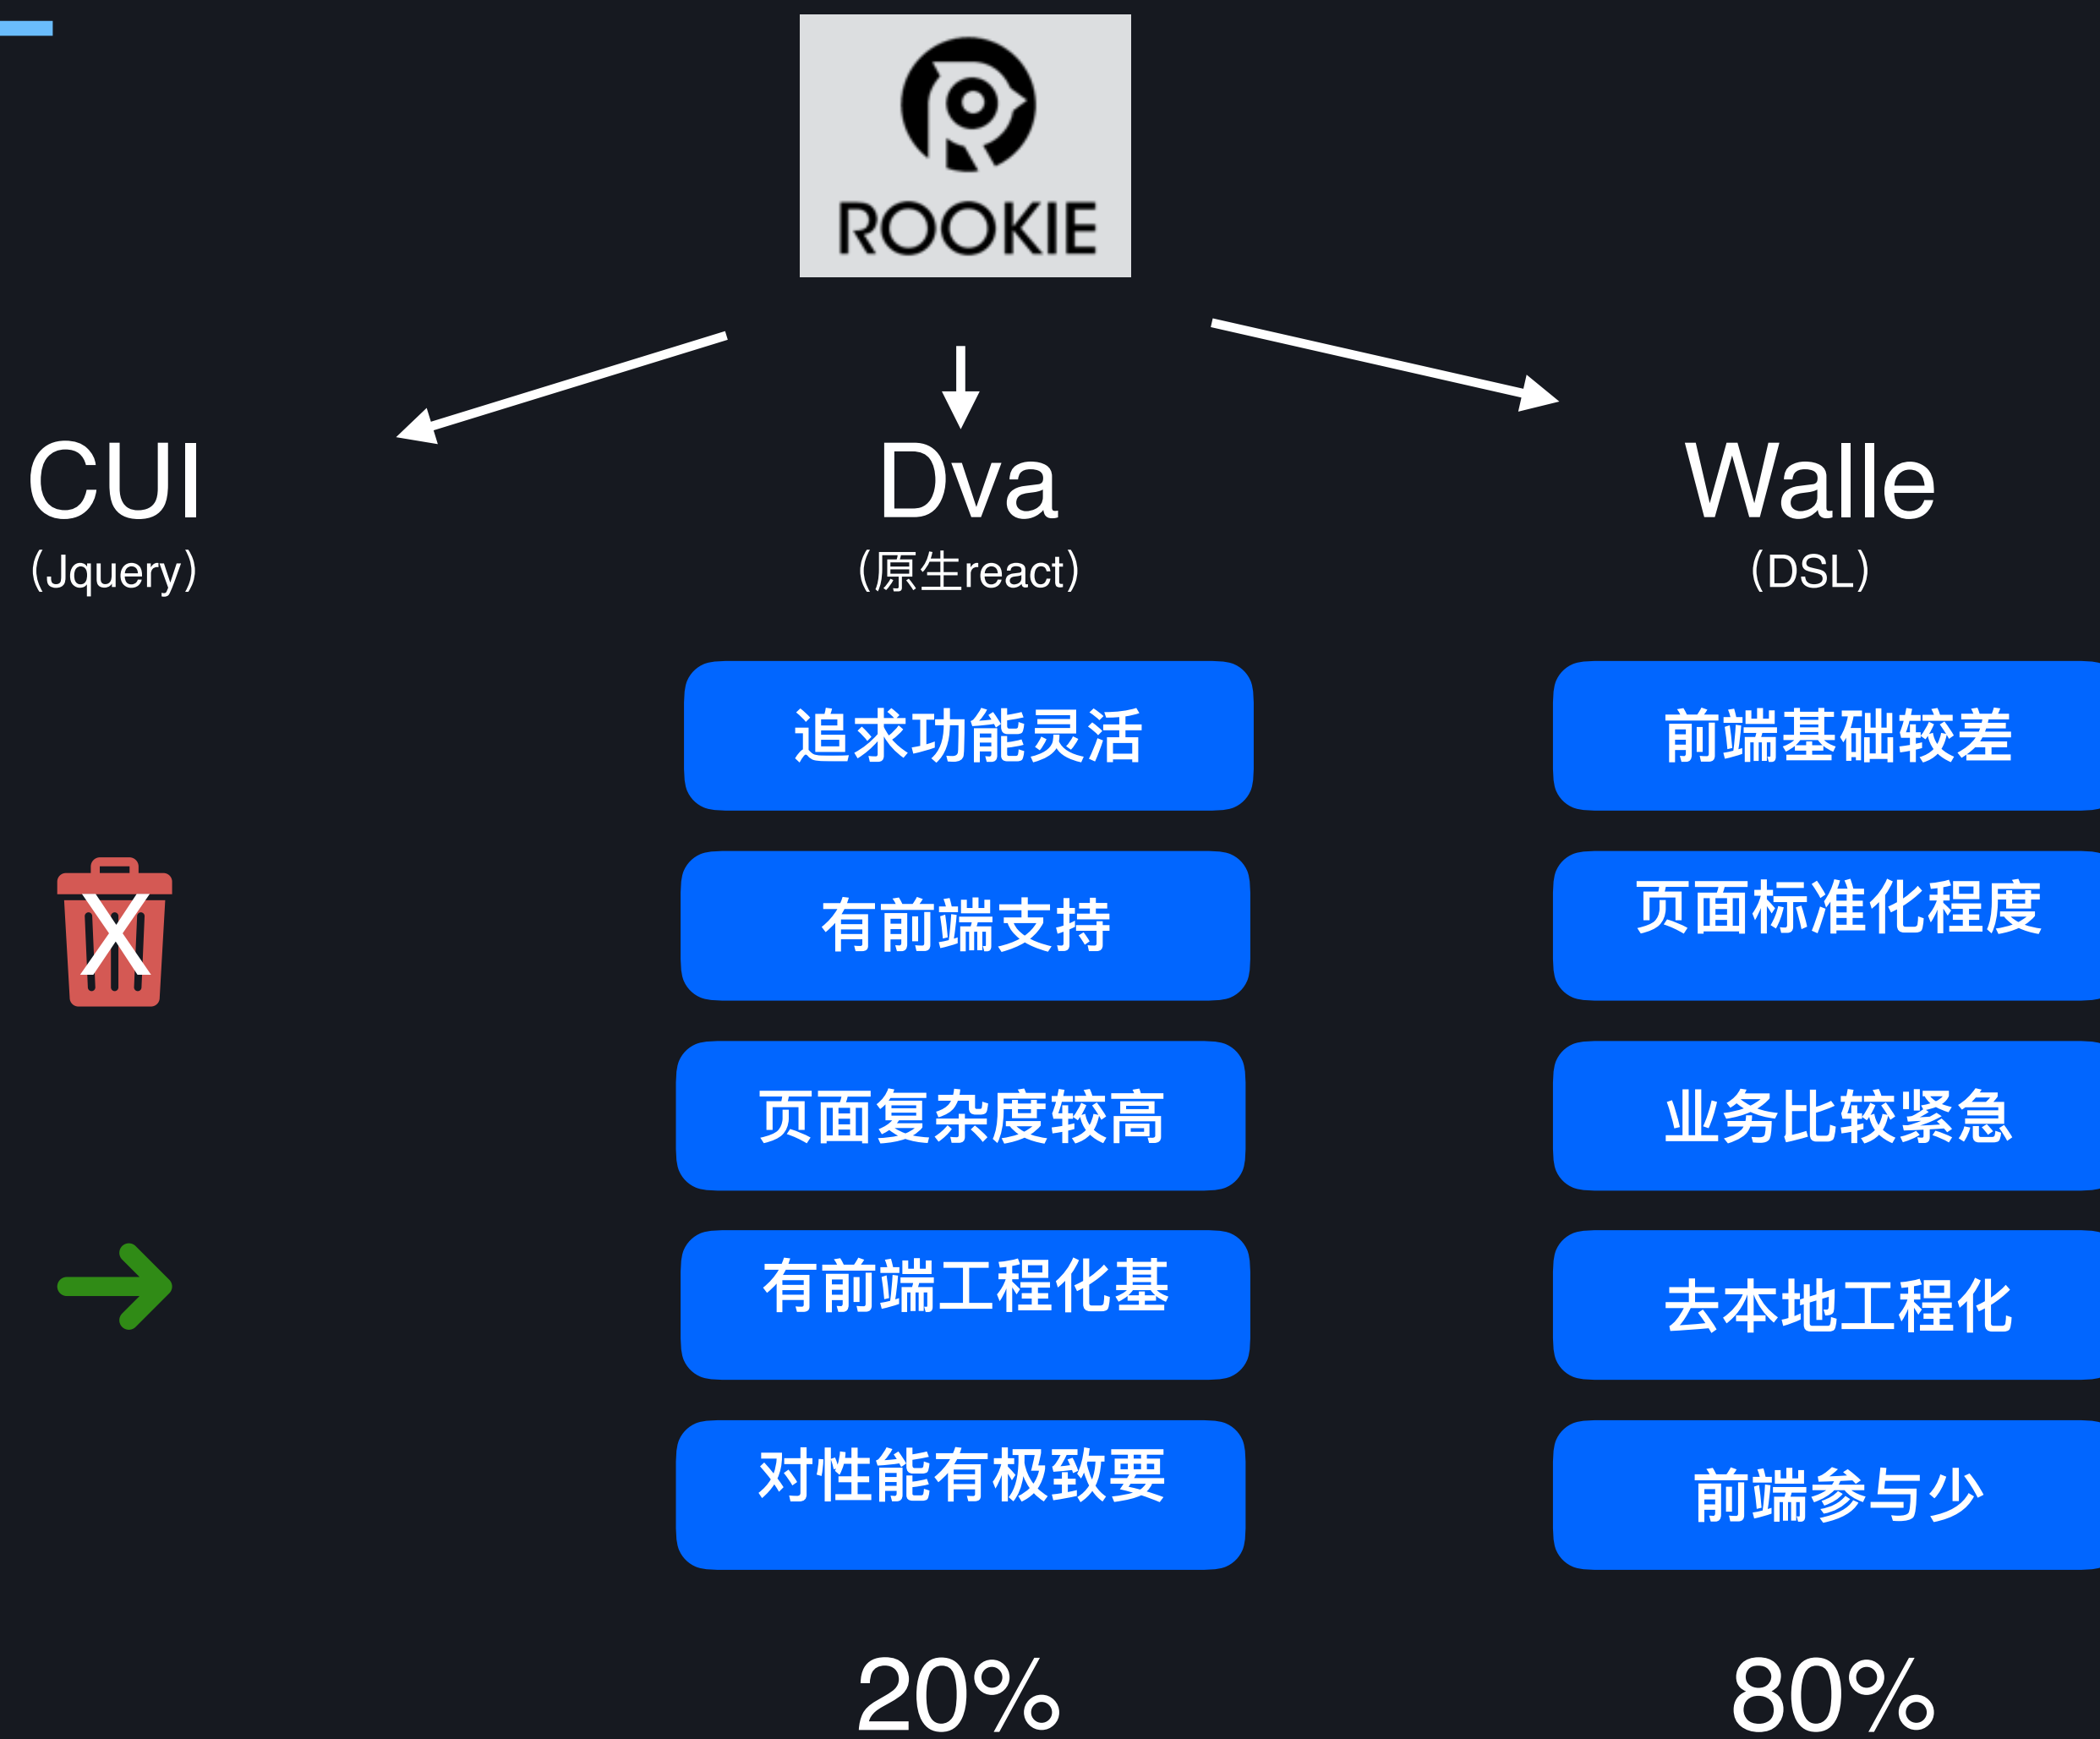 ROOKIE
CUI
(Jquery)
X
Dva
(原生react)
追求功能灵活
有前端支持
页面复杂度较高
有前端工程化基
对性能有极致要
20%
Walle
(DSL)
前端基础较差
页面标准化程度
业务比较紧急
去本地工程化
前端参与少
80%